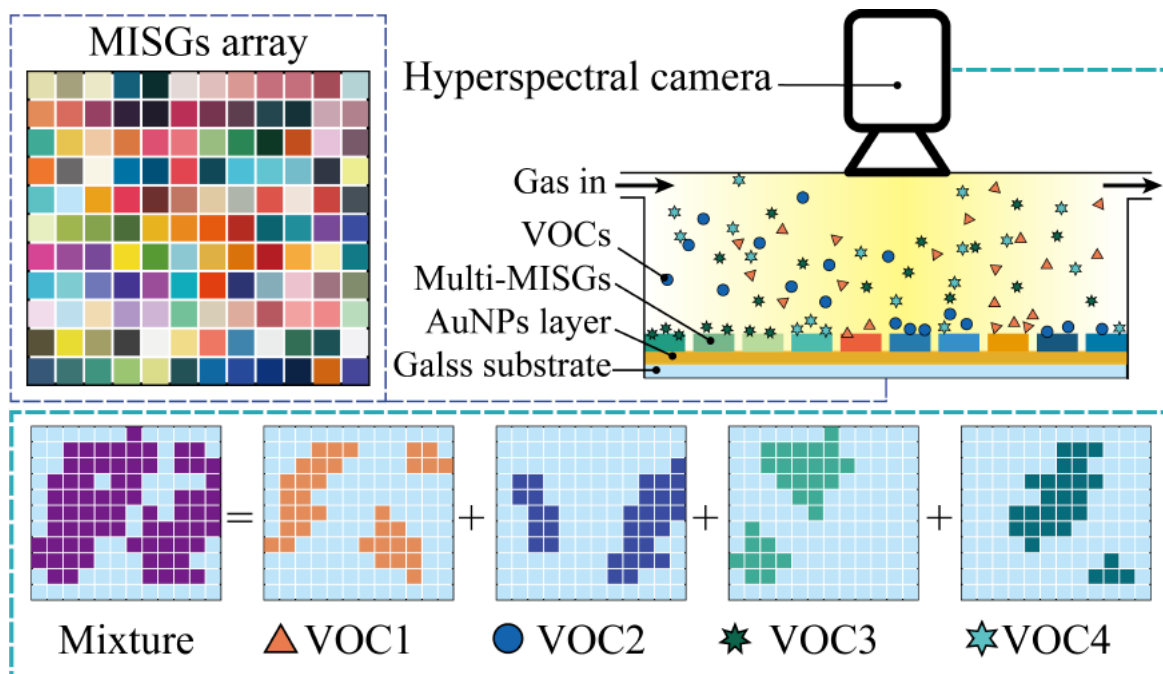 MISGs array
Hyperspectral camera
Gas in
VOCs
Multi-MISGs
AuNPs layer
Galss substrate
= + + +
Mixture VOC1 VOC2 VOC3 VOC4